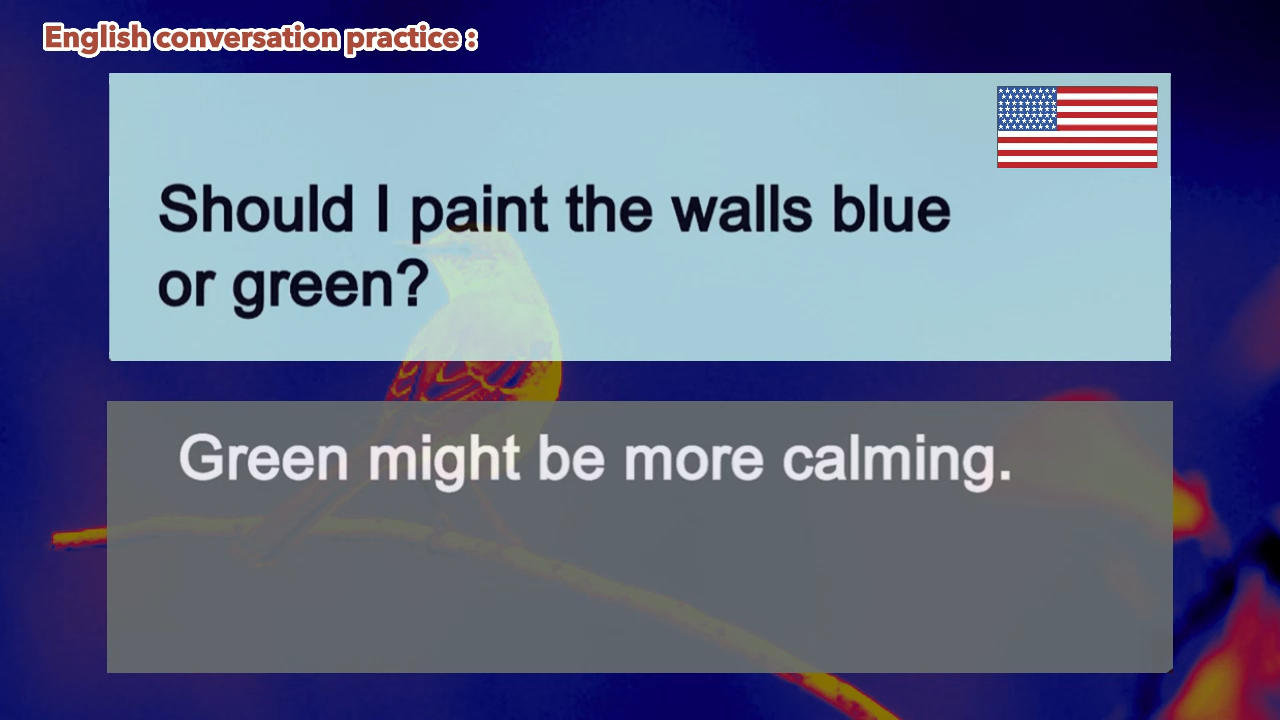 English conversation practice :
Should I paint the walls blue
or green?
Green might be more calming.